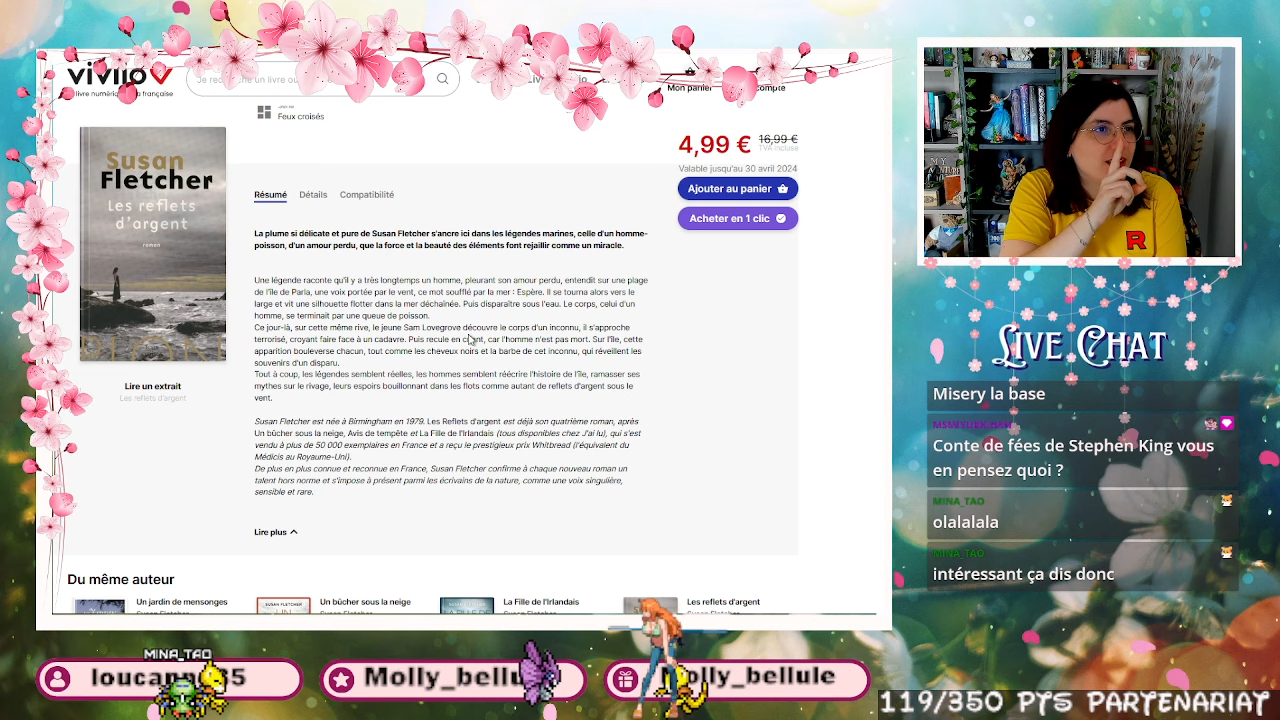 vivlio
livre numérique à la française
Mon panier
Feux croisés
Susan
Fletcher
Les reflets
d'argent
roman
4,99 € 16,99 €
TVA incluse
Valable jusqu'au 30 avril 2024
Ajouter au panier
Acheter en 1 clic
Résumé Détails Compatibilité
La plume si délicate et pure de Susan Fletcher s'ancre ici dans les légendes marines, celle d'un homme-
poisson, d'un amour perdu, que la force et la beauté des éléments font rejaillir comme un miracle.
Une légende raconte qu'il y a très longtemps un homme, pleurant son amour perdu, entendit sur une plage
de l'île de Parla, une voix portée par le vent, ce mot soufflé par la mer : Espère. Il se tourna alors vers le
large et vit une silhouette flotter dans la mer déchaînée. Puis disparaître sous l'eau. Le corps, celui d'un
homme, se terminait par une queue de poisson.
Ce jour-là, sur cette même rive, le jeune Sam Lovegrove découvre le corps d'un inconnu, il s'approche
terrorisé, croyant faire face à un cadavre. Puis recule en criant, car l'homme n'est pas mort. Sur l'île, cette
apparition bouleverse chacun, tout comme les cheveux noirs et la barbe de cet inconnu, qui réveillent les
souvenirs d'un disparu.
Tout à coup, les légendes semblent réelles, les hommes semblent réécrire l'histoire de l'île, ramasser ses
mythes sur le rivage, leurs espoirs bouillonnant dans les flots comme autant de reflets d'argent sous le
vent.
Susan Fletcher est née à Birmingham en 1979. Les Reflets d'argent est déjà son quatrième roman, après
Un bûcher sous la neige, Avis de tempête et La Fille de l'Irlandais (tous disponibles chez J'ai lu), qui s'est
vendu à plus de 50 000 exemplaires en France et a reçu le prestigieux prix Whitbread (l'équivalent du
Médicis au Royaume-Uni).
De plus en plus connue et reconnue en France, Susan Fletcher confirme à chaque nouveau roman un
talent hors norme et s'impose à présent parmi les écrivains de la nature, comme une voix singulière,
sensible et rare.
Lire un extrait
Les reflets d'argent
Lire plus
Du même auteur
Un jardin de mensonges
Un bûcher sous la neige
La Fille de l'Irlandais
Les reflets d'argent
SUSAN FLETCHER
R
LIVE CHAT
Misery la base
Conte de fées de Stephen King vous
en pensez quoi ?
MINA_TAO
olalala
MINA_TAO
intéressant ça dis donc
MINA_TAO
119/350 PTS PARTENARIAT